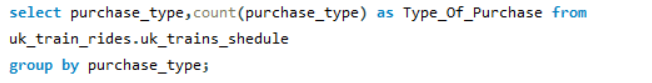 select purchase_type,count(purchase_type) as Type_Of_Purchase from
uk_train_rides.uk_trains_shedule
group by purchase_type;